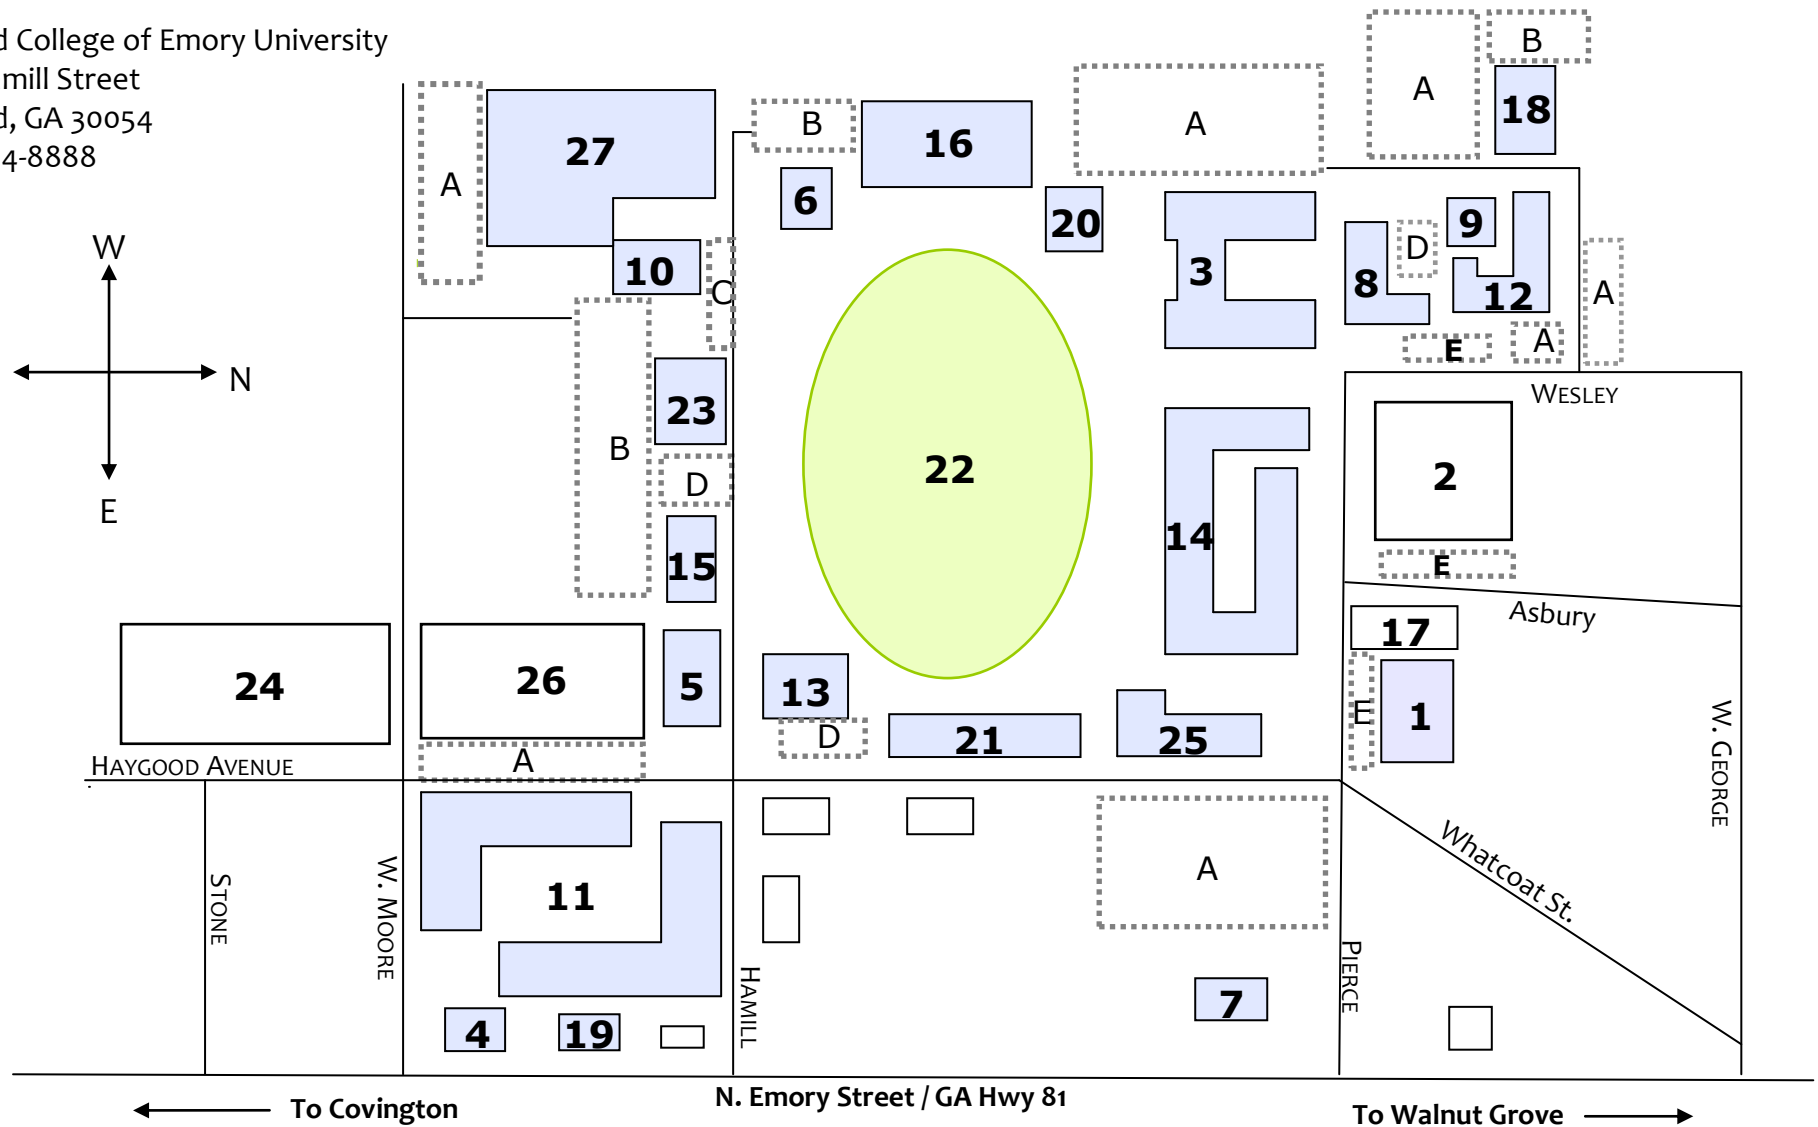 d College of Emory University
mill Street
d, GA 30054
4-8888
B
A
18
A
B
16
27
A
6
20
9
D
3
8
12
A
A
E
10
C
W
N
E
23
B
D
15
22
14
WESLEY
2
E
Asbury
17
1
E
24
26
5
13
D
21
25
A
HAYGOOD AVENUE
W. GEORGE
Whatcoat St.
A
11
STONE
W. MOORE
HAMILL
PIERCE
7
4
19
N. Emory Street / GA Hwy 81
To Covington
To Walnut Grove